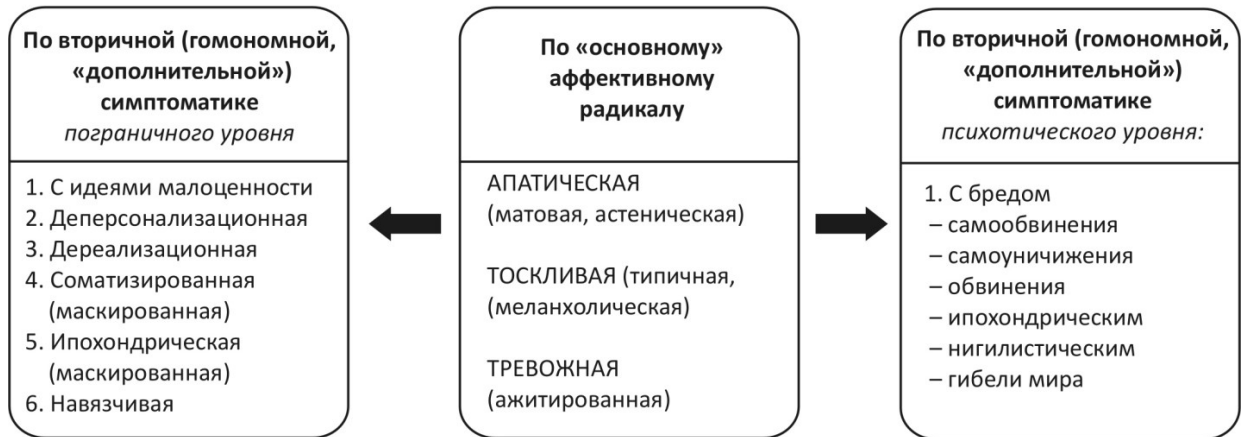 По вторичной (гомономной,
«дополнительной»)
симптоматике
пограничного уровня
1. С идеями малоценности
2. Деперсонализационная
3. Дереализационная
4. Соматизированная
(маскированная)
5. Ипохондрическая
(маскированная)
6. Навязчивая
По «основному»
аффективному
радикалу
АПАТИЧЕСКАЯ
(матовая, астеническая)
ТОСКЛИВАЯ (типичная,
(меланхолическая)
ТРЕВОЖНАЯ
(ажитированная)
По вторичной (гомономной,
«дополнительной»)
симптоматике
психотического уровня:
1. С бредом
– самообвинения
– самоуничижения
– обвинения
– ипохондрическим
– нигилистическим
– гибели мира